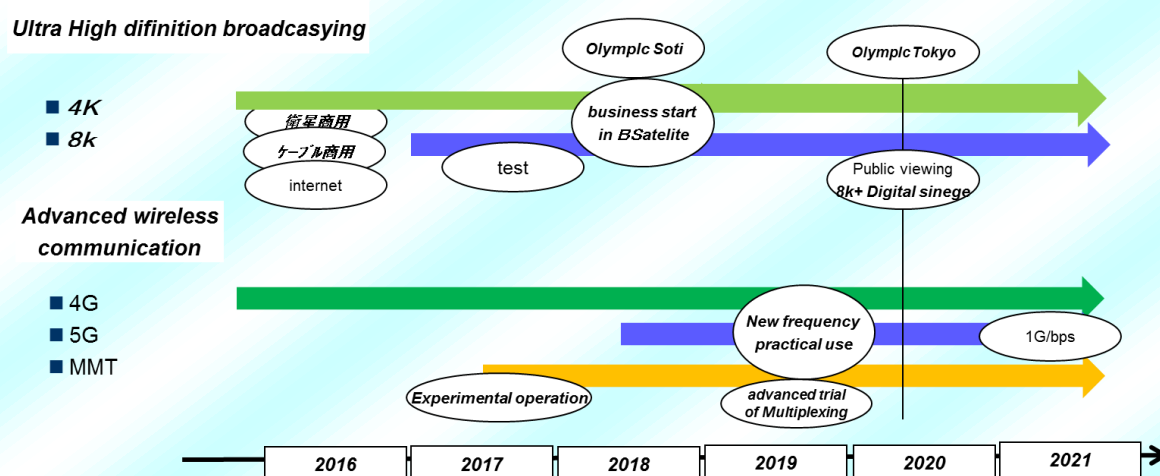 Ultra High difinition broadcasying
Olympic Soti
Olympic Tokyo
4K
8k
衛星商用
ケーブル商用
internet
test
business start
in BSatelite
Public viewing
8k+ Digital sinege
Advanced wireless
communication
4G
5G
MMT
New frequency
practical use
1G/bps
Experimental operation
advanced trial
of Multiplexing
2016
2017
2018
2019
2020
2021